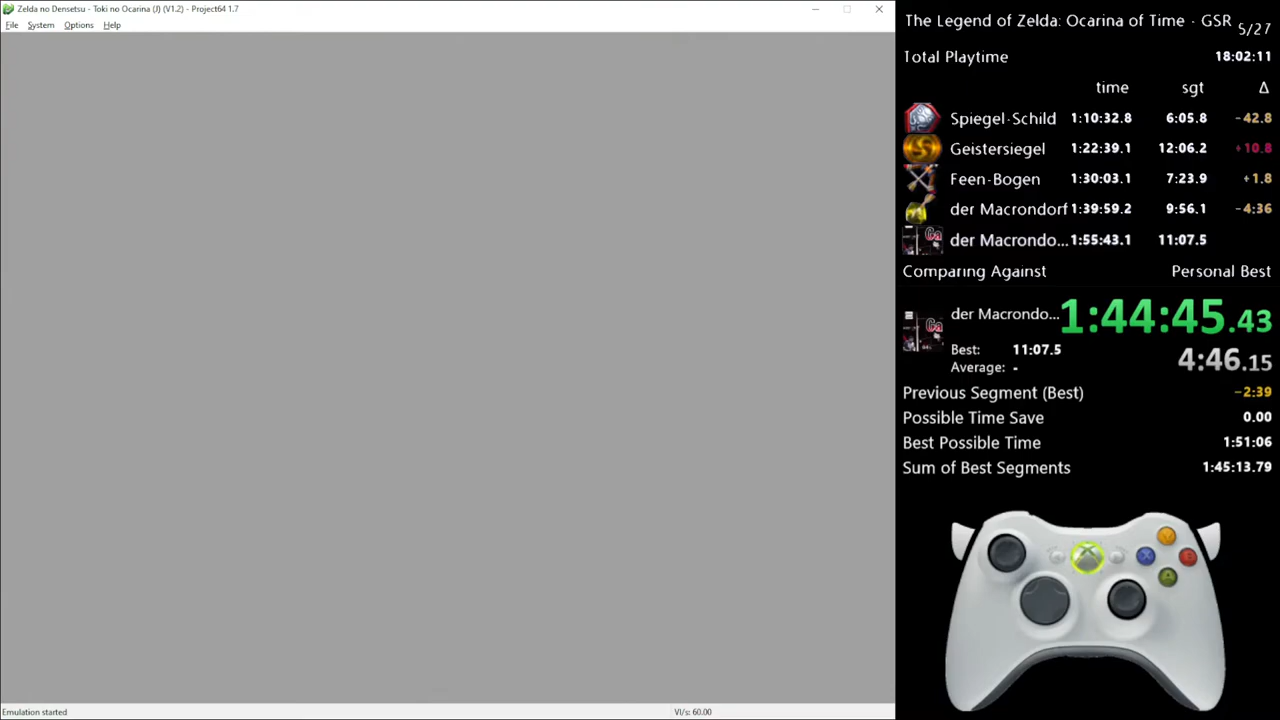 Zelda no Densetsu - Toki no Ocarina (J) (V1.2) - Project64 1.7
File System Options Help
The Legend of Zelda: Ocarina of Time · GSR 5/27
Total Playtime 18:02:11
time sgt Δ
Spiegel-Schild 1:10:32.8 6:05.8 -42.8
Geistersiegel 1:22:39.1 12:06.2 +10.8
Feen-Bogen 1:30:03.1 7:23.9 +1.8
der Macrondorf 1:39:59.2 9:56.1 -4:36
der Macrondo... 1:55:43.1 11:07.5
Comparing Against Personal Best
der Macrondo... 1:44:45.43
Best: 11:07.5 4:46.15
Average: -
Previous Segment (Best) -2:39
Possible Time Save 0.00
Best Possible Time 1:51:06
Sum of Best Segments 1:45:13.79
Y
X B
A
Emulation started VI/s: 60.00